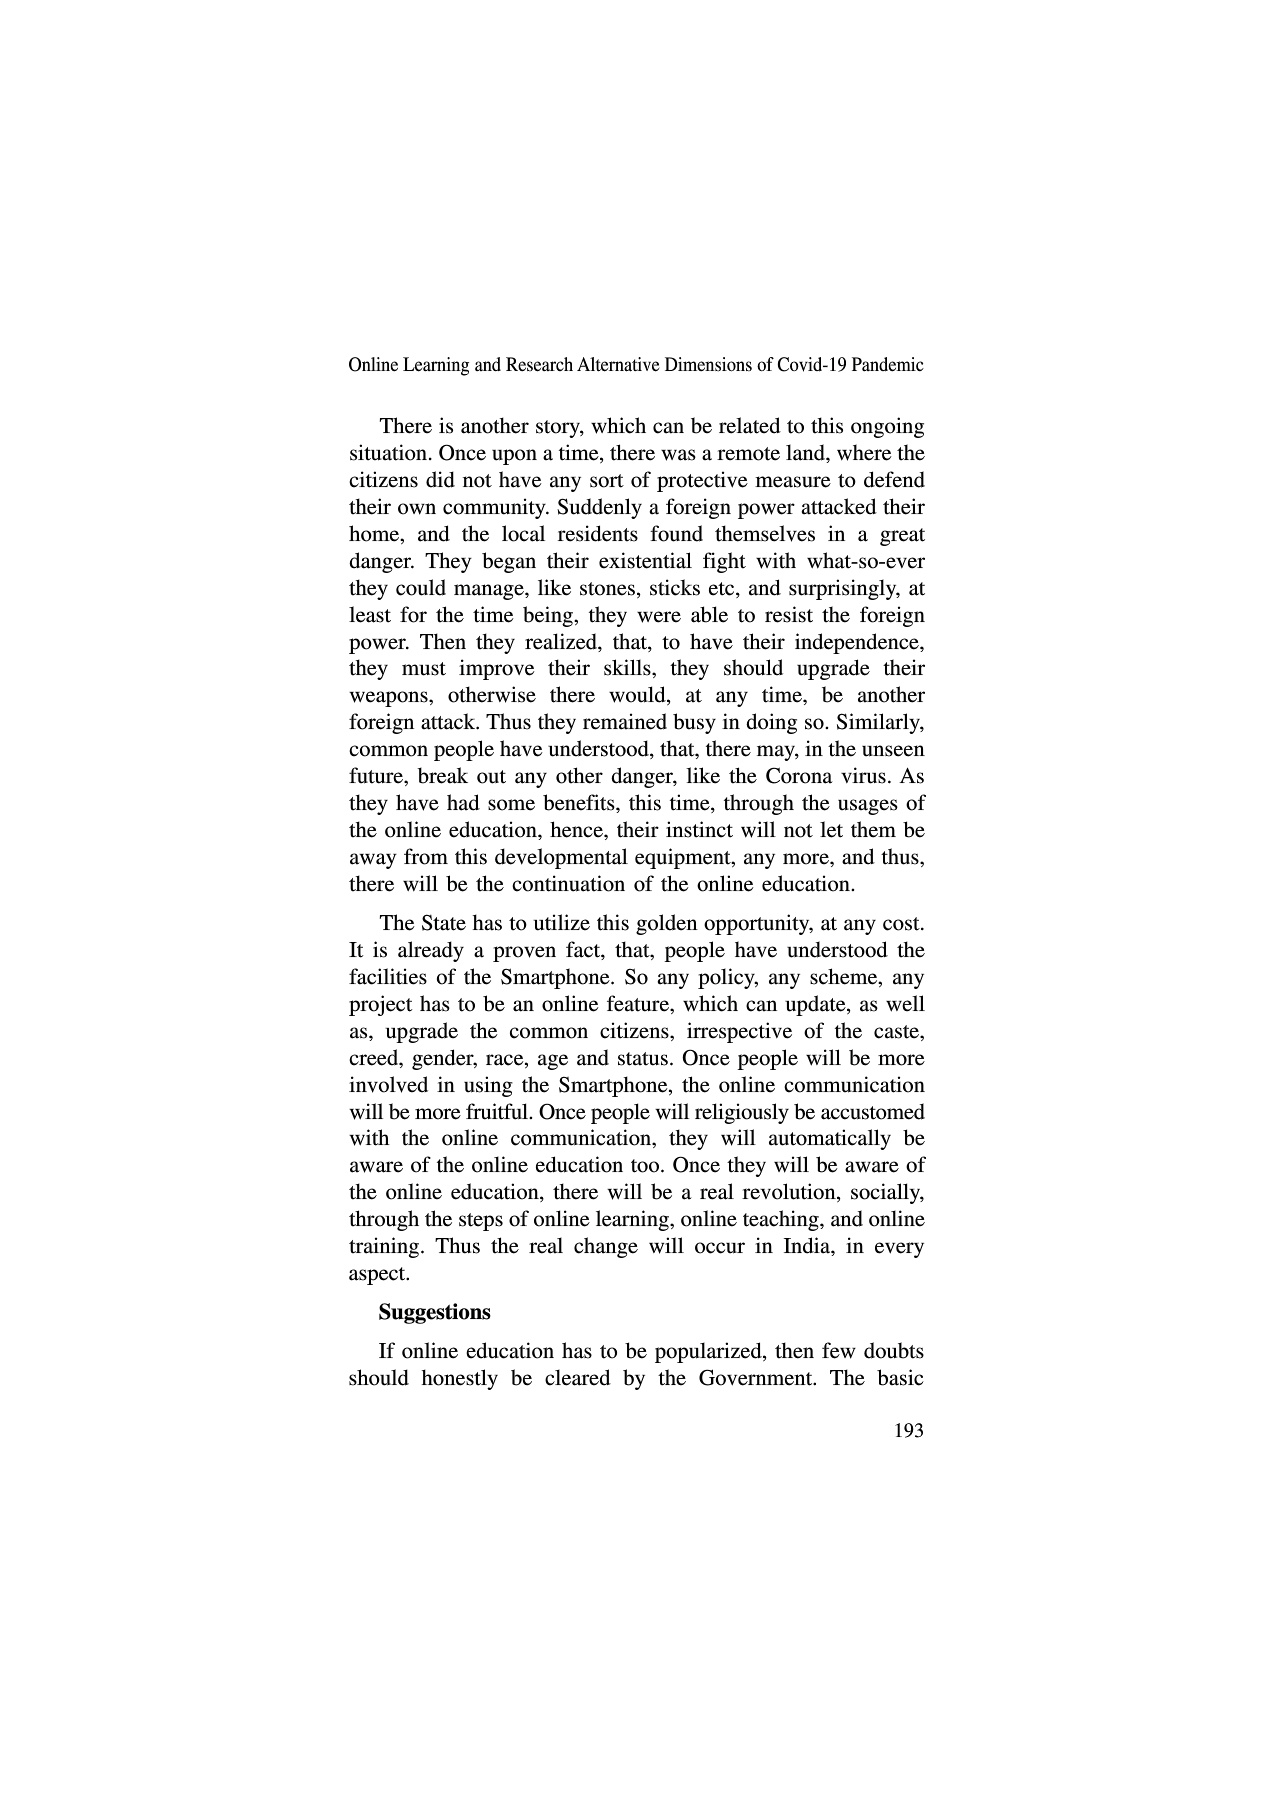 Online Learning and Research Alternative Dimensions of Covid-19 Pandemic
There is another story, which can be related to this ongoing
situation. Once upon a time, there was a remote land, where the
citizens did not have any sort of protective measure to defend
their own community. Suddenly a foreign power attacked their
home, and the local residents found themselves in a great
danger. They began their existential fight with what-so-ever
they could manage, like stones, sticks etc, and surprisingly, at
least for the time being, they were able to resist the foreign
power. Then they realized, that, to have their independence,
they must improve their skills, they should upgrade their
weapons, otherwise there would, at any time, be another
foreign attack. Thus they remained busy in doing so. Similarly,
common people have understood, that, there may, in the unseen
future, break out any other danger, like the Corona virus. As
they have had some benefits, this time, through the usages of
the online education, hence, their instinct will not let them be
away from this developmental equipment, any more, and thus,
there will be the continuation of the online education.
The State has to utilize this golden opportunity, at any cost.
It is already a proven fact, that, people have understood the
facilities of the Smartphone. So any policy, any scheme, any
project has to be an online feature, which can update, as well
as, upgrade the common citizens, irrespective of the caste,
creed, gender, race, age and status. Once people will be more
involved in using the Smartphone, the online communication
will be more fruitful. Once people will religiously be accustomed
with the online communication, they will automatically be
aware of the online education too. Once they will be aware of
the online education, there will be a real revolution, socially,
through the steps of online learning, online teaching, and online
training. Thus the real change will occur in India, in every
aspect.
Suggestions
If online education has to be popularized, then few doubts
should honestly be cleared by the Government. The basic
193